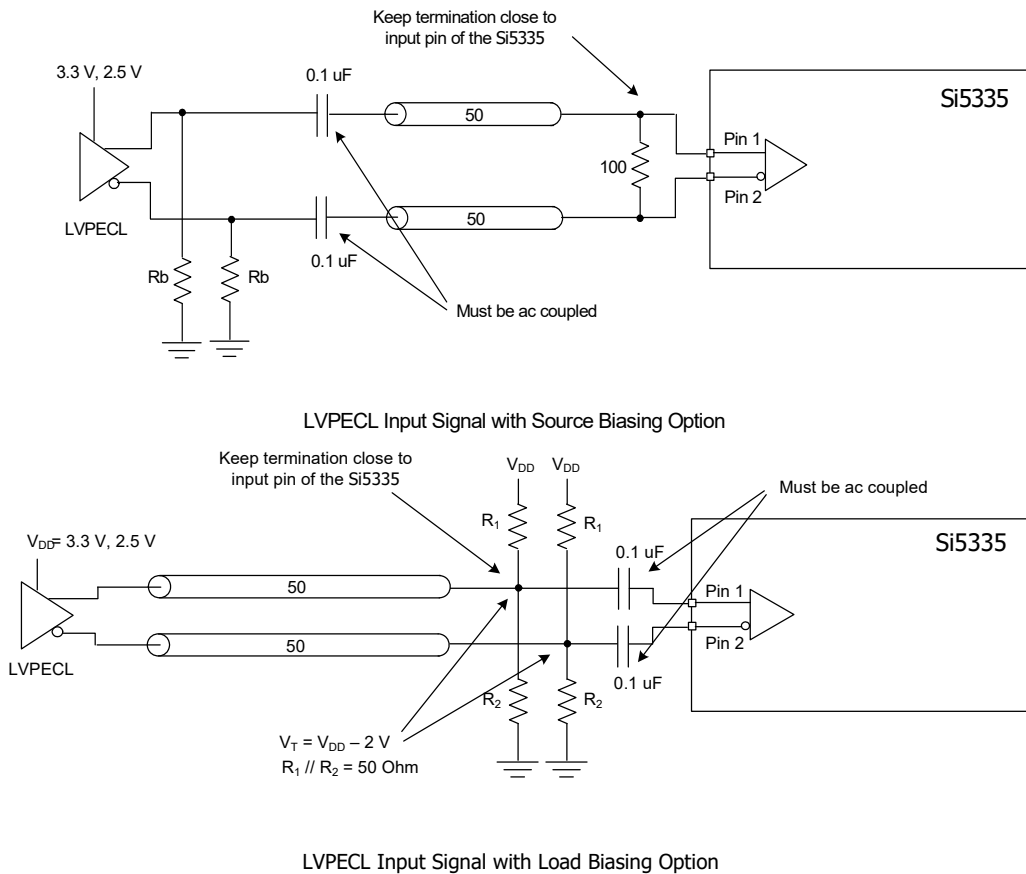 Keep termination close to
input pin of the Si5335
3.3 V, 2.5 V
0.1 uF
50
Si5335
Pin 1
100
Pin 2
50
LVPECL
0.1 uF
Rb
Rb
Must be ac coupled
LVPECL Input Signal with Source Biasing Option
Keep termination close to
input pin of the Si5335
VDD
VDD
Must be ac coupled
R1
R1
VDD= 3.3 V, 2.5 V
0.1 uF
Si5335
50
Pin 1
50
Pin 2
LVPECL
0.1 uF
R2
R2
VT = VDD – 2 V
R1 // R2 = 50 Ohm
LVPECL Input Signal with Load Biasing Option